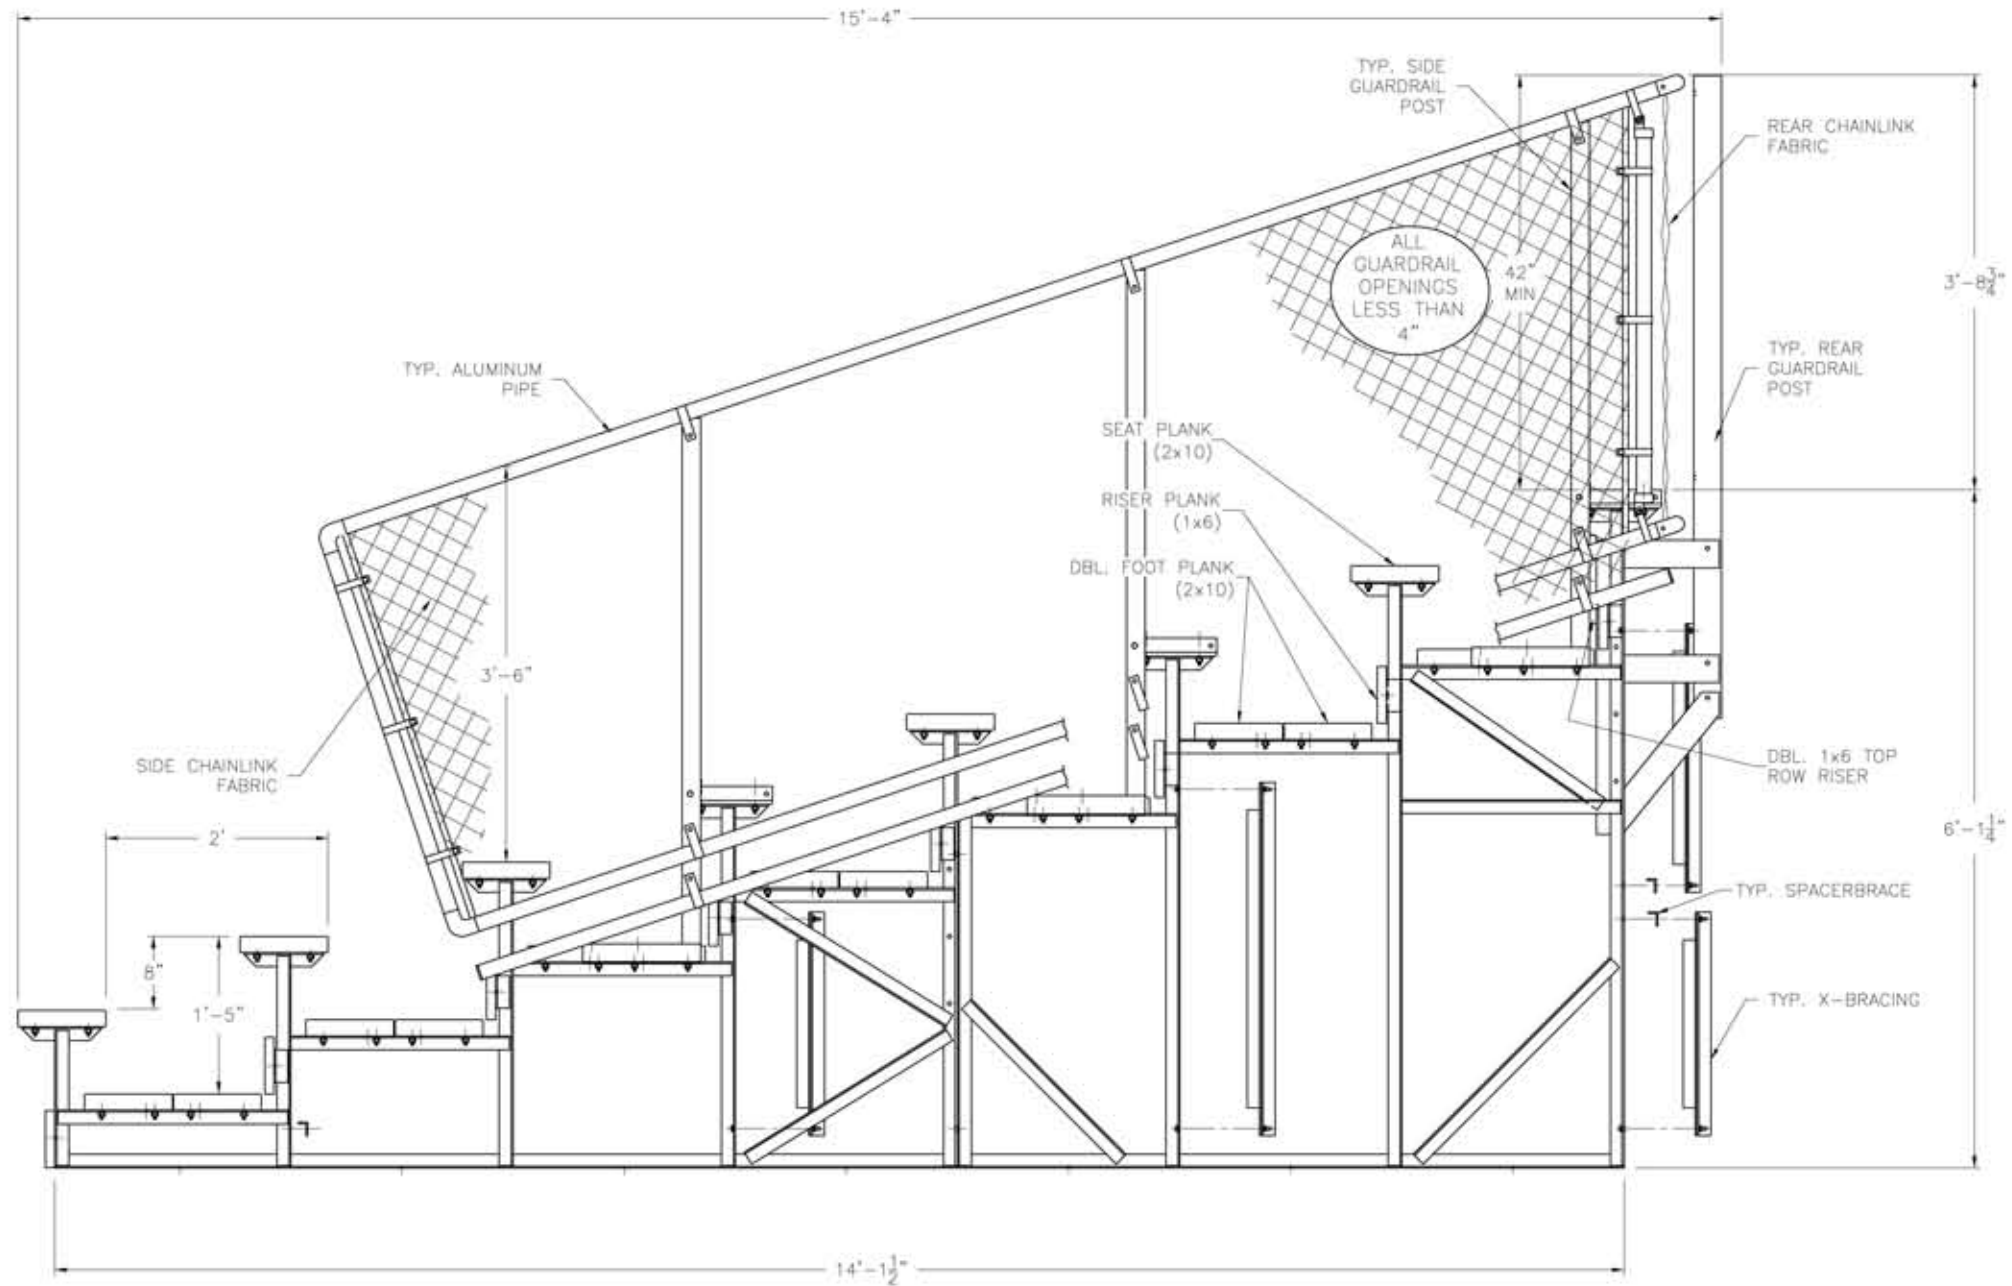 15'-4"
TYP. SIDE
GUARDRAIL
POST
REAR CHAINLINK
FABRIC
ALL
GUARDRAIL
OPENINGS
LESS THAN
4"
42"
MIN
3'-8 3/4"
TYP. ALUMINUM
PIPE
TYP. REAR
GUARDRAIL
POST
SEAT PLANK
(2x10)
RISER PLANK
(1x6)
DBL. FOOT PLANK
(2x10)
3'-6"
SIDE CHAINLINK
FABRIC
DBL. 1x6 TOP
ROW RISER
2'
6'-1 1/4"
TYP. SPACERBRACE
8"
1'-5"
TYP. X-BRACING
14'-1 1/2"